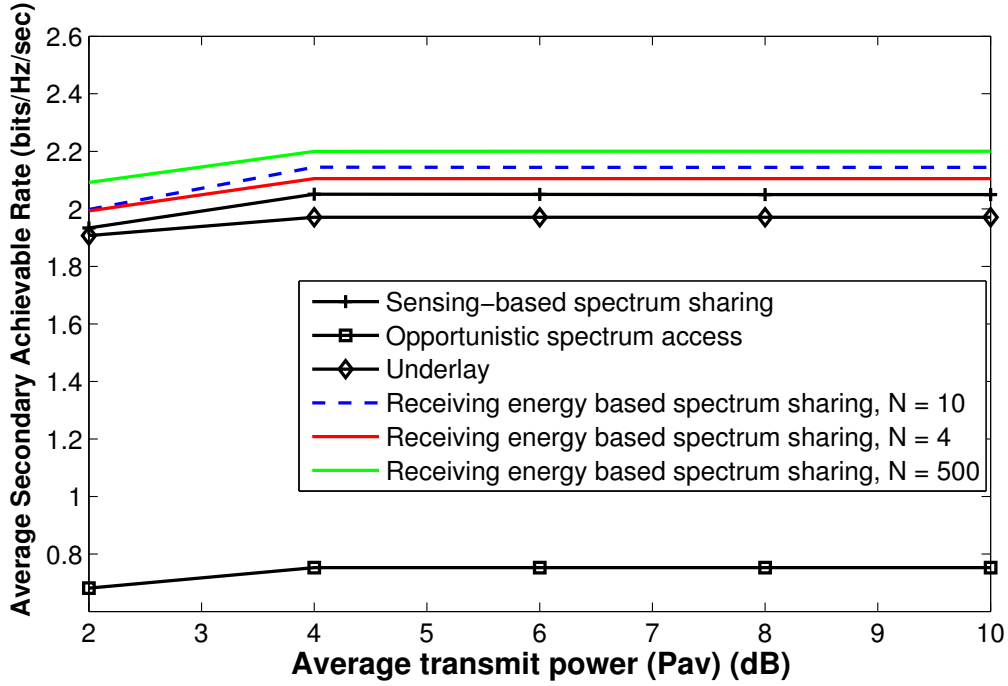 Average Secondary Achievable Rate (bits/Hz/sec)
2.6
2.4
2.2
2
1.8
1.6
1.4
1.2
1
0.8
Sensing−based spectrum sharing
Opportunistic spectrum access
Underlay
Receiving energy based spectrum sharing, N = 10
Receiving energy based spectrum sharing, N = 4
Receiving energy based spectrum sharing, N = 500
2 3 4 5 6 7 8 9 10
Average transmit power (Pav) (dB)